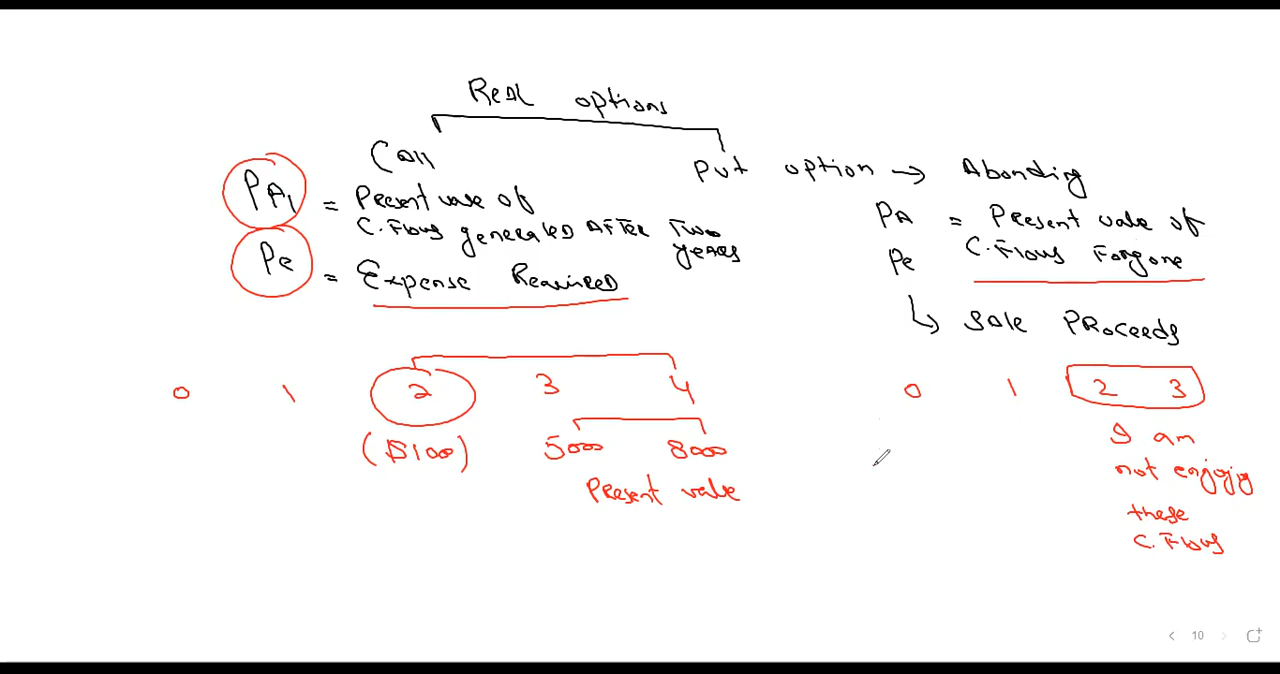 Real options
Call
PA1 = Present value of
C.Flows generated AFTER Two
years
Pe = Expense Required
0 1 2 3 4
($100) 5000 8000
Present value
Put option → Abonding
PA = Present value of
C.Flows Forgone
Pe
↳ Sale PRoceeds
0 1 2 3
I am
not enjoying
these
C.Flows
10